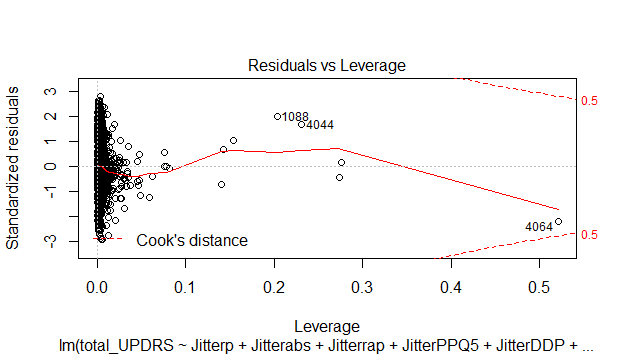 Residuals vs Leverage
Standardized residuals
3
2
1
0
-1
-3
1088
4044
4064
0.5
0.5
Cook's distance
0.0 0.1 0.2 0.3 0.4 0.5
Leverage
lm(total_UPDRS ~ Jitterp + Jitterabs + Jitterrap + JitterPPQ5 + JitterDDP + ...